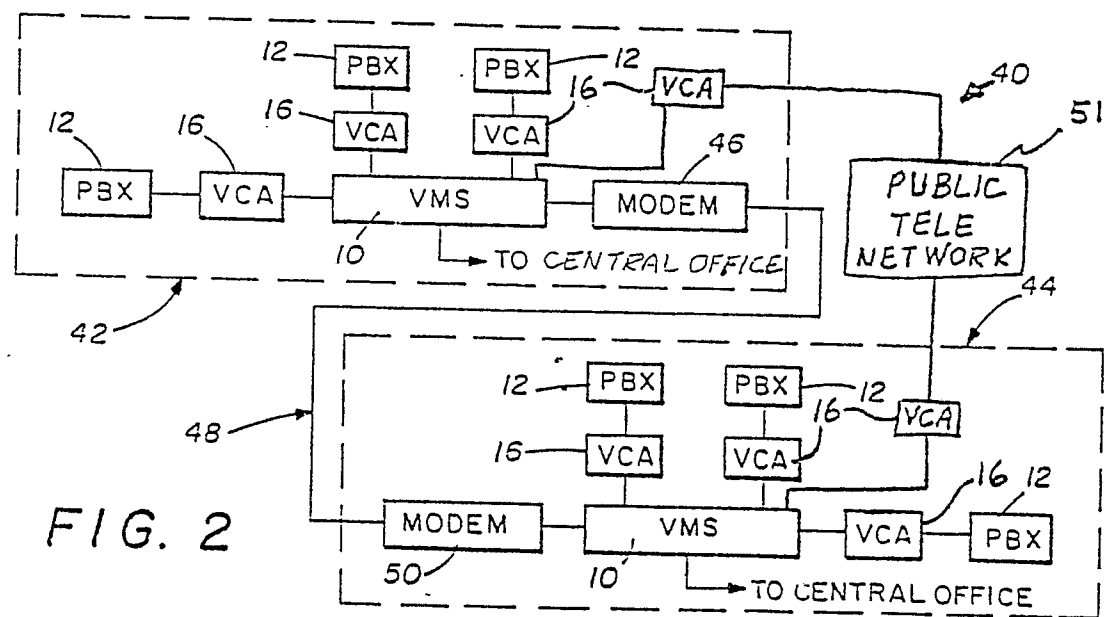 12
PBX
PBX
12
16
VCA
40
51
16
VCA
VCA
12
16
46
PBX
VCA
VMS
MODEM
PUBLIC
TELE
NETWORK
10
TO CENTRAL OFFICE
42
44
12
PBX
PBX
12
16
VCA
48
16
VCA
VCA
16
12
MODEM
VMS
VCA
PBX
50
10
TO CENTRAL OFFICE
FIG. 2